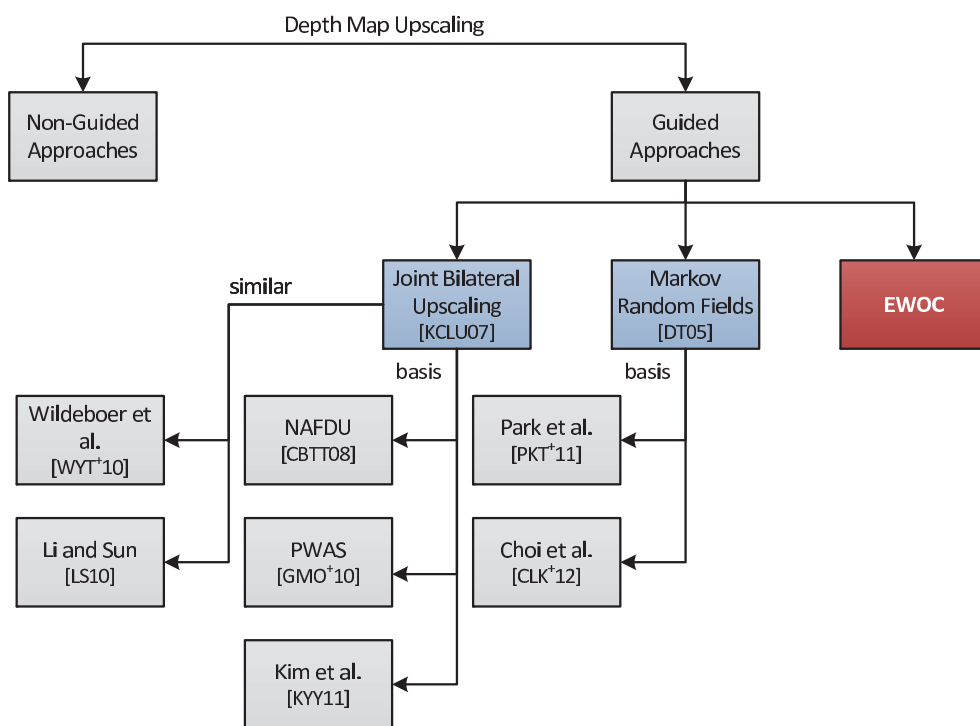 Depth Map Upscaling
Non-Guided
Approaches
Guided
Approaches
similar
Joint Bilateral
Upscaling
[KCLU07]
Markov
Random Fields
[DT05]
EWOC
basis
basis
Wildeboer et
al.
[WYT+10]
NAFDU
[CBTT08]
Park et al.
[PKT+11]
Li and Sun
[LS10]
PWAS
[GMO+10]
Choi et al.
[CLK+12]
Kim et al.
[KYY11]